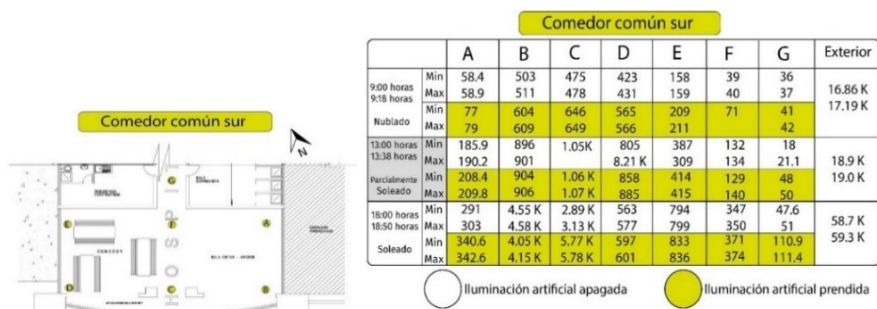 Comedor común sur
N
G
F
A
COMEDOR
HOSPI
D
C
B
Comedor común sur
A B C D E F G Exterior
9:00 horas 9:18 horas Nublado
Min 58.4 503 475 423 158 39 36 16.86 K
Max 58.9 511 478 431 159 40 37 17.19 K
Min 77 604 646 565 209 71 41
Max 79 609 649 566 211 42
13:00 horas 13:38 horas Parcialmente Soleado
Min 185.9 896 1.05K 805 387 132 18 18.9 K
Max 190.2 901 8.21 K 309 134 21.1 19.0 K
Min 208.4 904 1.06 K 858 414 129 48
Max 209.8 906 1.07 K 885 415 140 50
18:00 horas 18:50 horas Soleado
Min 291 4.55 K 2.89 K 563 794 347 47.6 58.7 K
Max 303 4.58 K 3.13 K 577 799 350 51 59.3 K
Min 340.6 4.05 K 5.77 K 597 833 371 110.9
Max 342.6 4.15 K 5.78 K 601 836 374 111.4
Iluminación artificial apagada
Iluminación artificial prendida